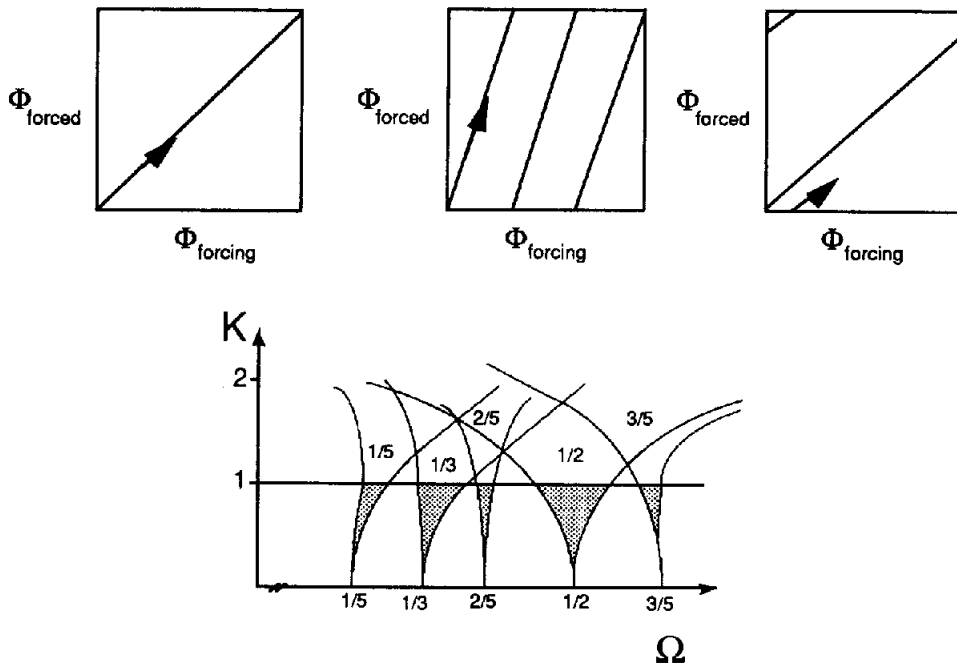 Φforced
Φforcing
Φforced
Φforcing
Φforced
Φforcing
K
2
1
1/5
1/3
2/5
1/2
3/5
1/5
1/3
2/5
1/2
3/5
Ω